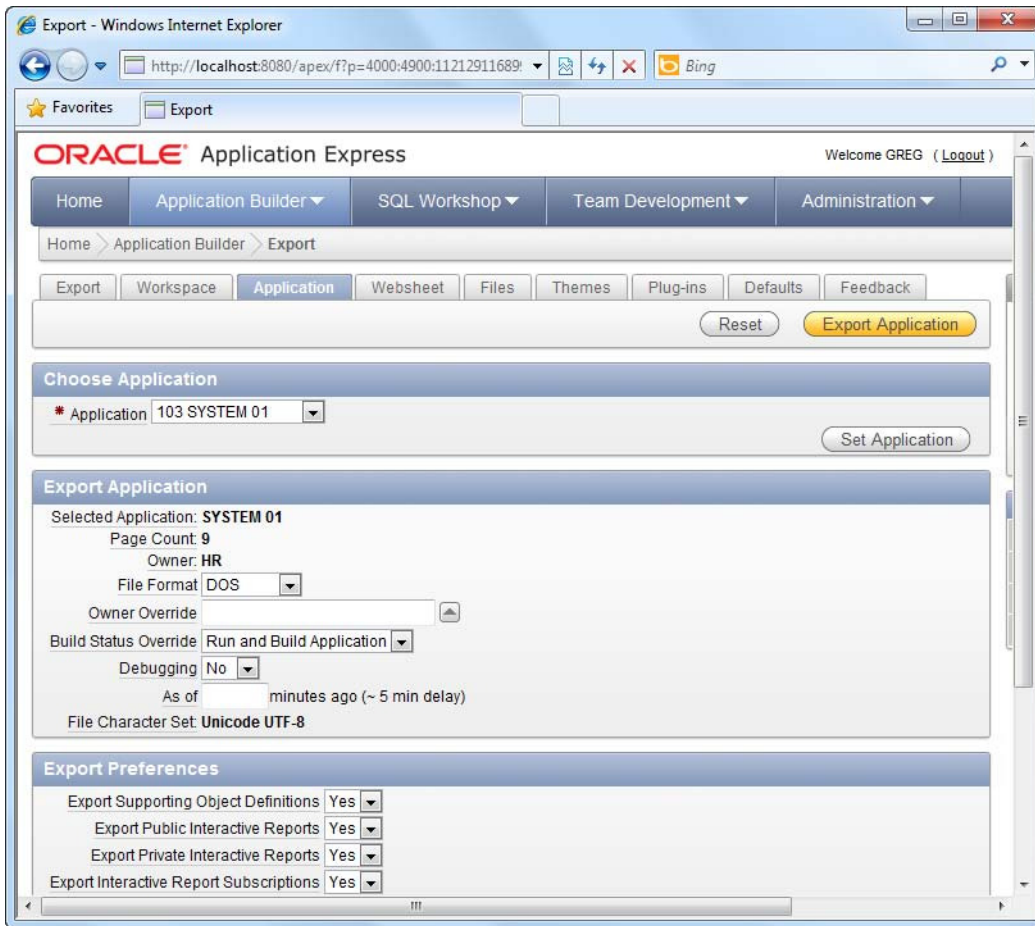 Export - Windows Internet Explorer
http://localhost:8080/apex/f?p=4000:4900:11212911689
Bing
Favorites
Export
ORACLE Application Express
Welcome GREG ( Logout )
Home Application Builder SQL Workshop Team Development Administration
Home Application Builder Export
Export Workspace Application Websheet Files Themes Plug-ins Defaults Feedback
Reset Export Application
Choose Application
* Application 103 SYSTEM 01
Set Application
Export Application
Selected Application: SYSTEM 01
Page Count: 9
Owner: HR
File Format DOS
Owner Override
Build Status Override Run and Build Application
Debugging No
As of minutes ago (~ 5 min delay)
File Character Set: Unicode UTF-8
Export Preferences
Export Supporting Object Definitions Yes
Export Public Interactive Reports Yes
Export Private Interactive Reports Yes
Export Interactive Report Subscriptions Yes